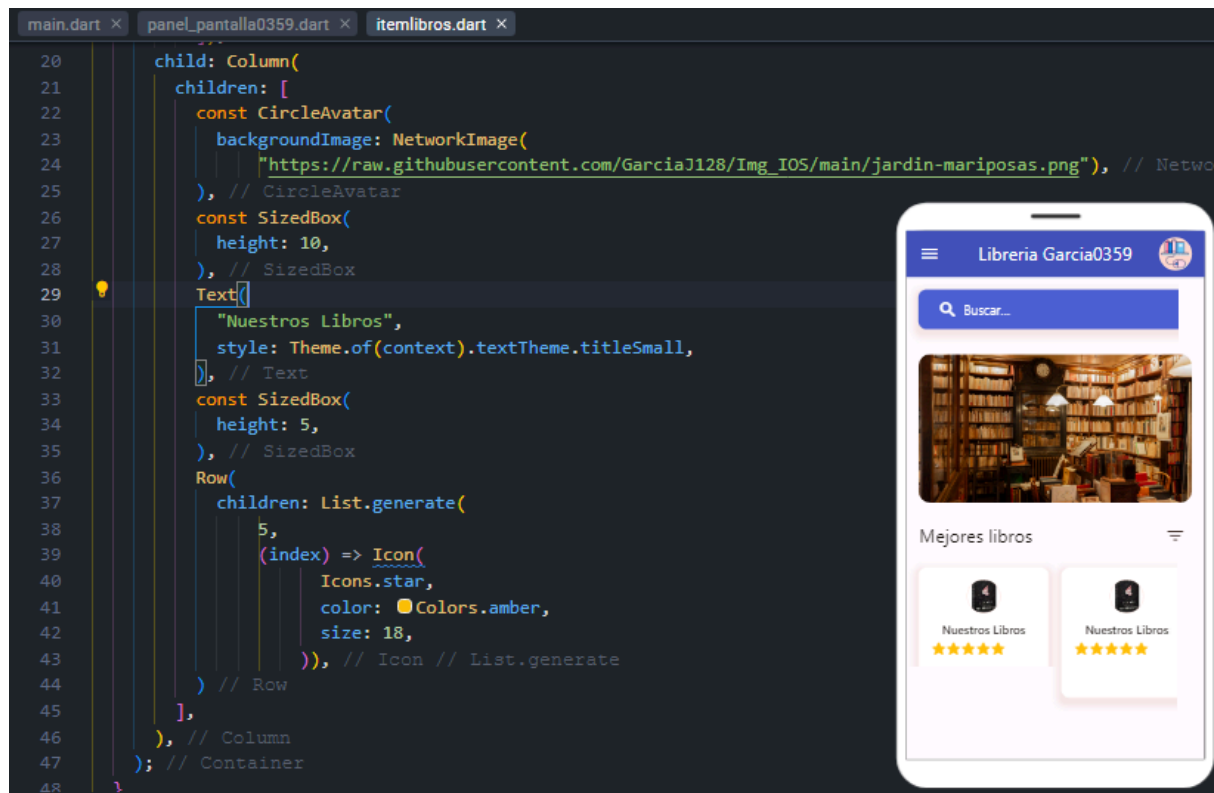 main.dart × panel_pantalla0359.dart × itemlibros.dart ×
20 child: Column(
21 children: [
22 const CircleAvatar(
23 backgroundImage: NetworkImage(
24 "https://raw.githubusercontent.com/GarciaJ128/Img_IOS/main/jardin-mariposas.png"), // Netwo
25 ), // CircleAvatar
26 const SizedBox(
27 height: 10,
28 ), // SizedBox
29 Text(
30 "Nuestros Libros",
31 style: Theme.of(context).textTheme.titleSmall,
32 ), // Text
33 const SizedBox(
34 height: 5,
35 ), // SizedBox
36 Row(
37 children: List.generate(
38 5,
39 (index) => Icon(
40 Icons.star,
41 color: Colors.amber,
42 size: 18,
43 )), // Icon // List.generate
44 ) // Row
45 ],
46 ), // Column
47 ); // Container
48 }
Libreria Garcia0359
Buscar...
Mejores libros
Nuestros Libros Nuestros Libros